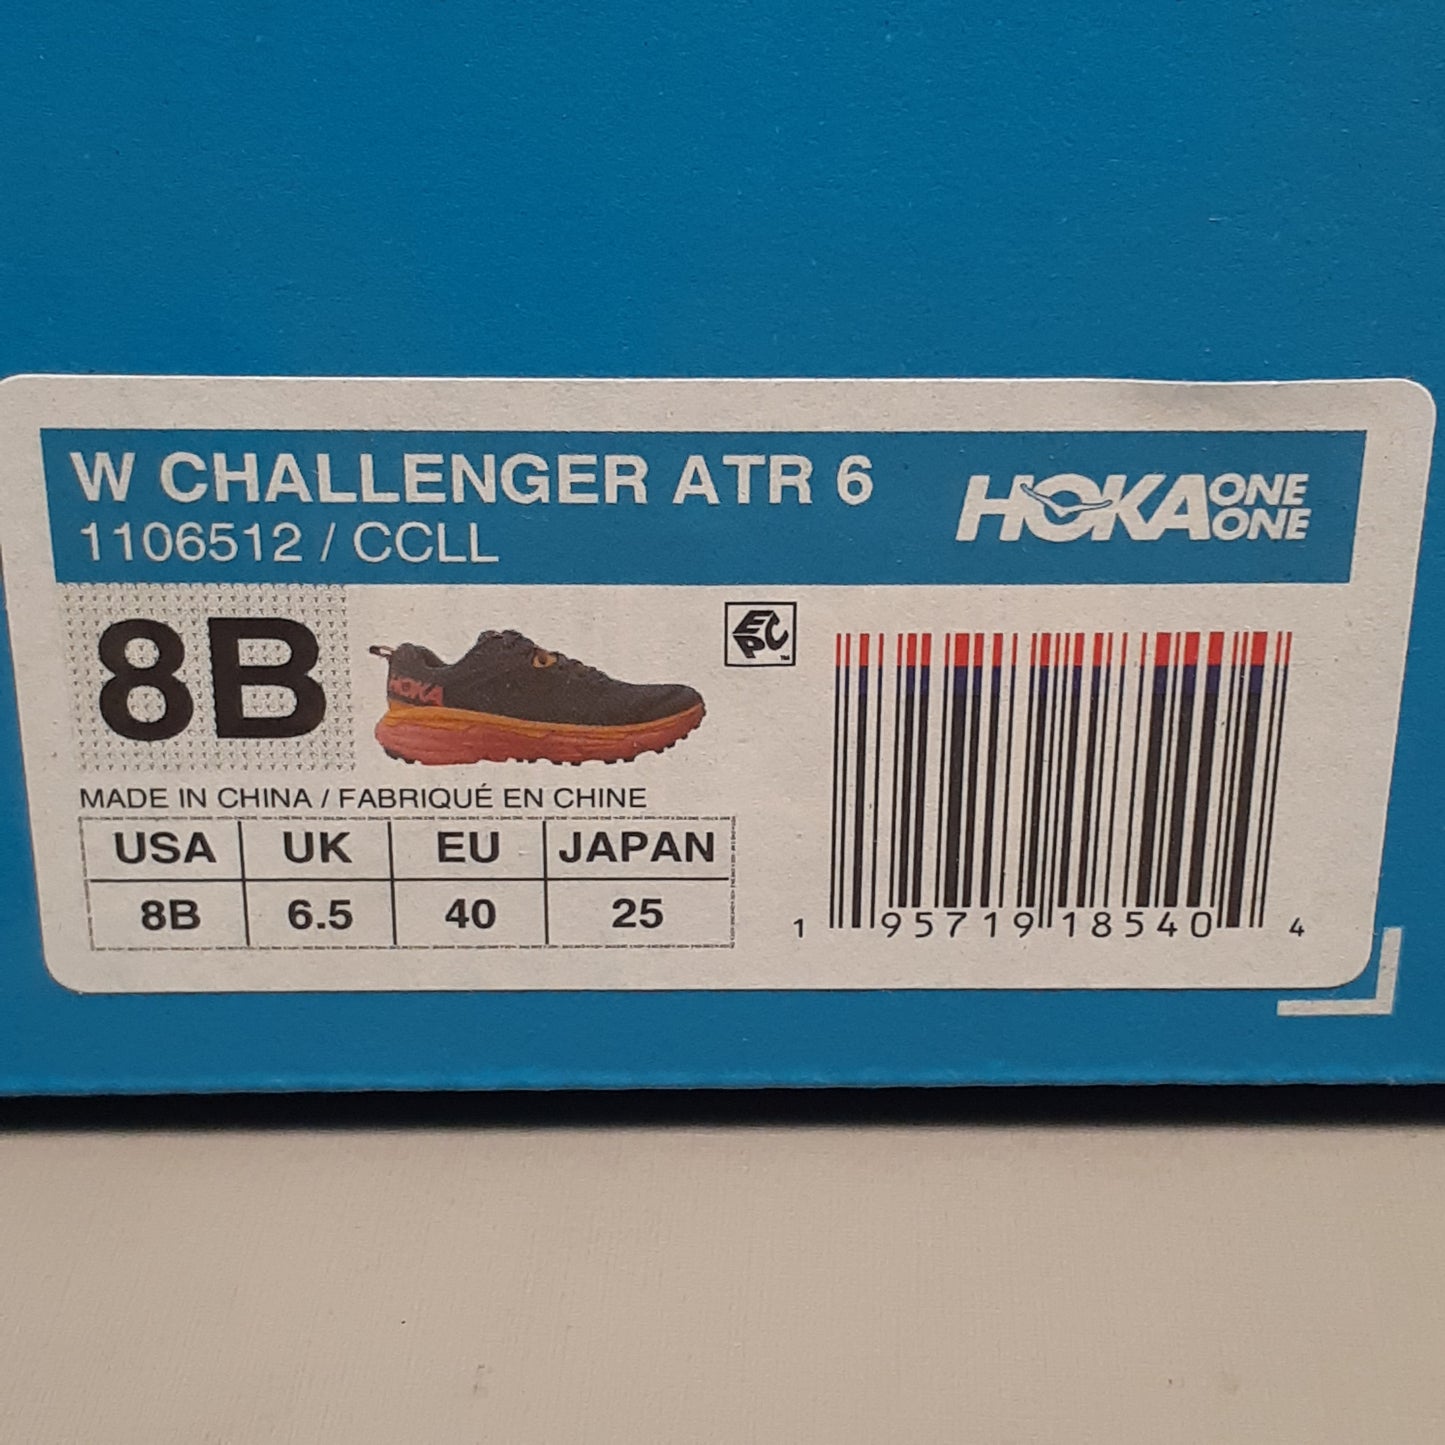 W CHALLENGER ATR 6
1106512 / CCLL
HOKA ONE ONE
8B
HOKA
EPC
MADE IN CHINA / FABRIQUÉ EN CHINE
USA UK EU JAPAN
8B 6.5 40 25
1 95719 18540 4